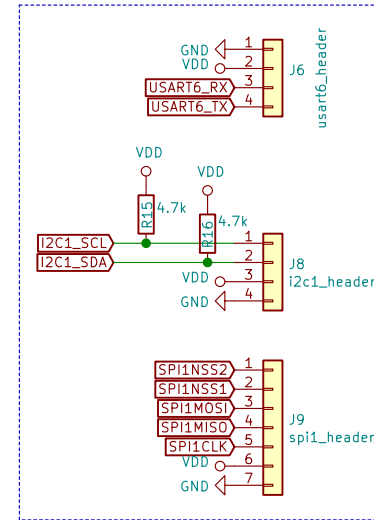 GND 1
VDD 2
USART6_RX 3
USART6_TX 4
J6
usart6_header
VDD
VDD
R15 4.7k
R16 4.7k
I2C1_SCL 1
I2C1_SDA 2
VDD 3
GND 4
J8
i2c1_header
SPI1NSS2 1
SPI1NSS1 2
SPI1MOSI 3
SPI1MISO 4
SPI1CLK 5
VDD 6
GND 7
J9
spi1_header